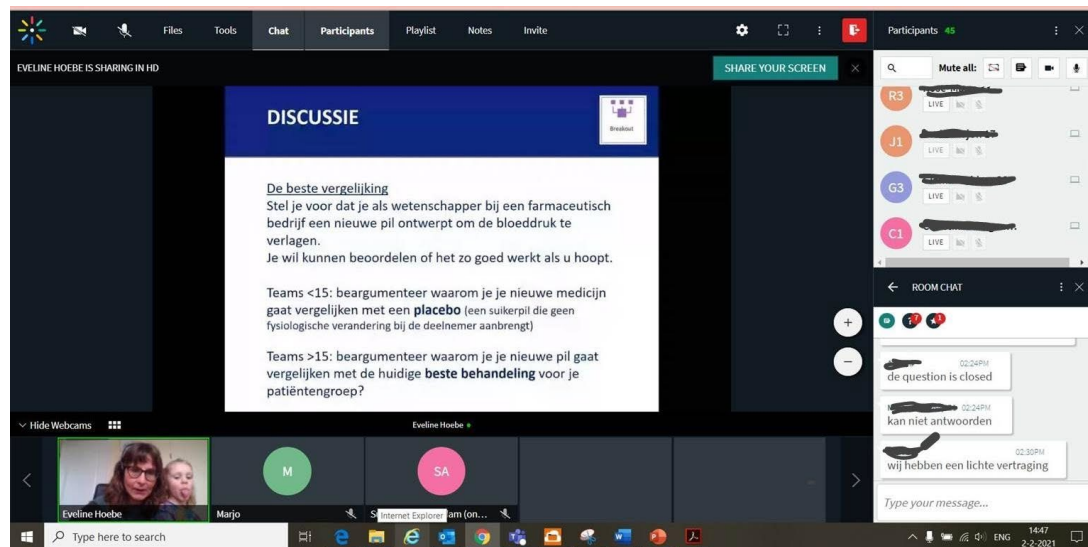 Files Tools Chat Participants Playlist Notes Invite
Participants 45
EVELINE HOEBE IS SHARING IN HD
SHARE YOUR SCREEN
Mute all:
DISCUSSIE
Breakout
De beste vergelijking
Stel je voor dat je als wetenschapper bij een farmaceutisch
bedrijf een nieuwe pil ontwerpt om de bloeddruk te
verlagen.
Je wil kunnen beoordelen of het zo goed werkt als u hoopt.
Teams <15: beargumenteer waarom je je nieuwe medicijn
gaat vergelijken met een placebo (een suikerpil die geen
fysiologische verandering bij de deelnemer aanbrengt)
Teams >15: beargumenteer waarom je je nieuwe pil gaat
vergelijken met de huidige beste behandeling voor je
patiëntengroep?
R3
LIVE
J1
LIVE
G3
LIVE
C1
LIVE
ROOM CHAT
7
02:24PM
de question is closed
02:24PM
kan niet antwoorden
02:30PM
wij hebben een lichte vertraging
Type your message...
Hide Webcams
Eveline Hoebe
M
SA
Eveline Hoebe
Marjo
Internet Explorer
am (on...
Type here to search
ENG
14:47
2-2-2021